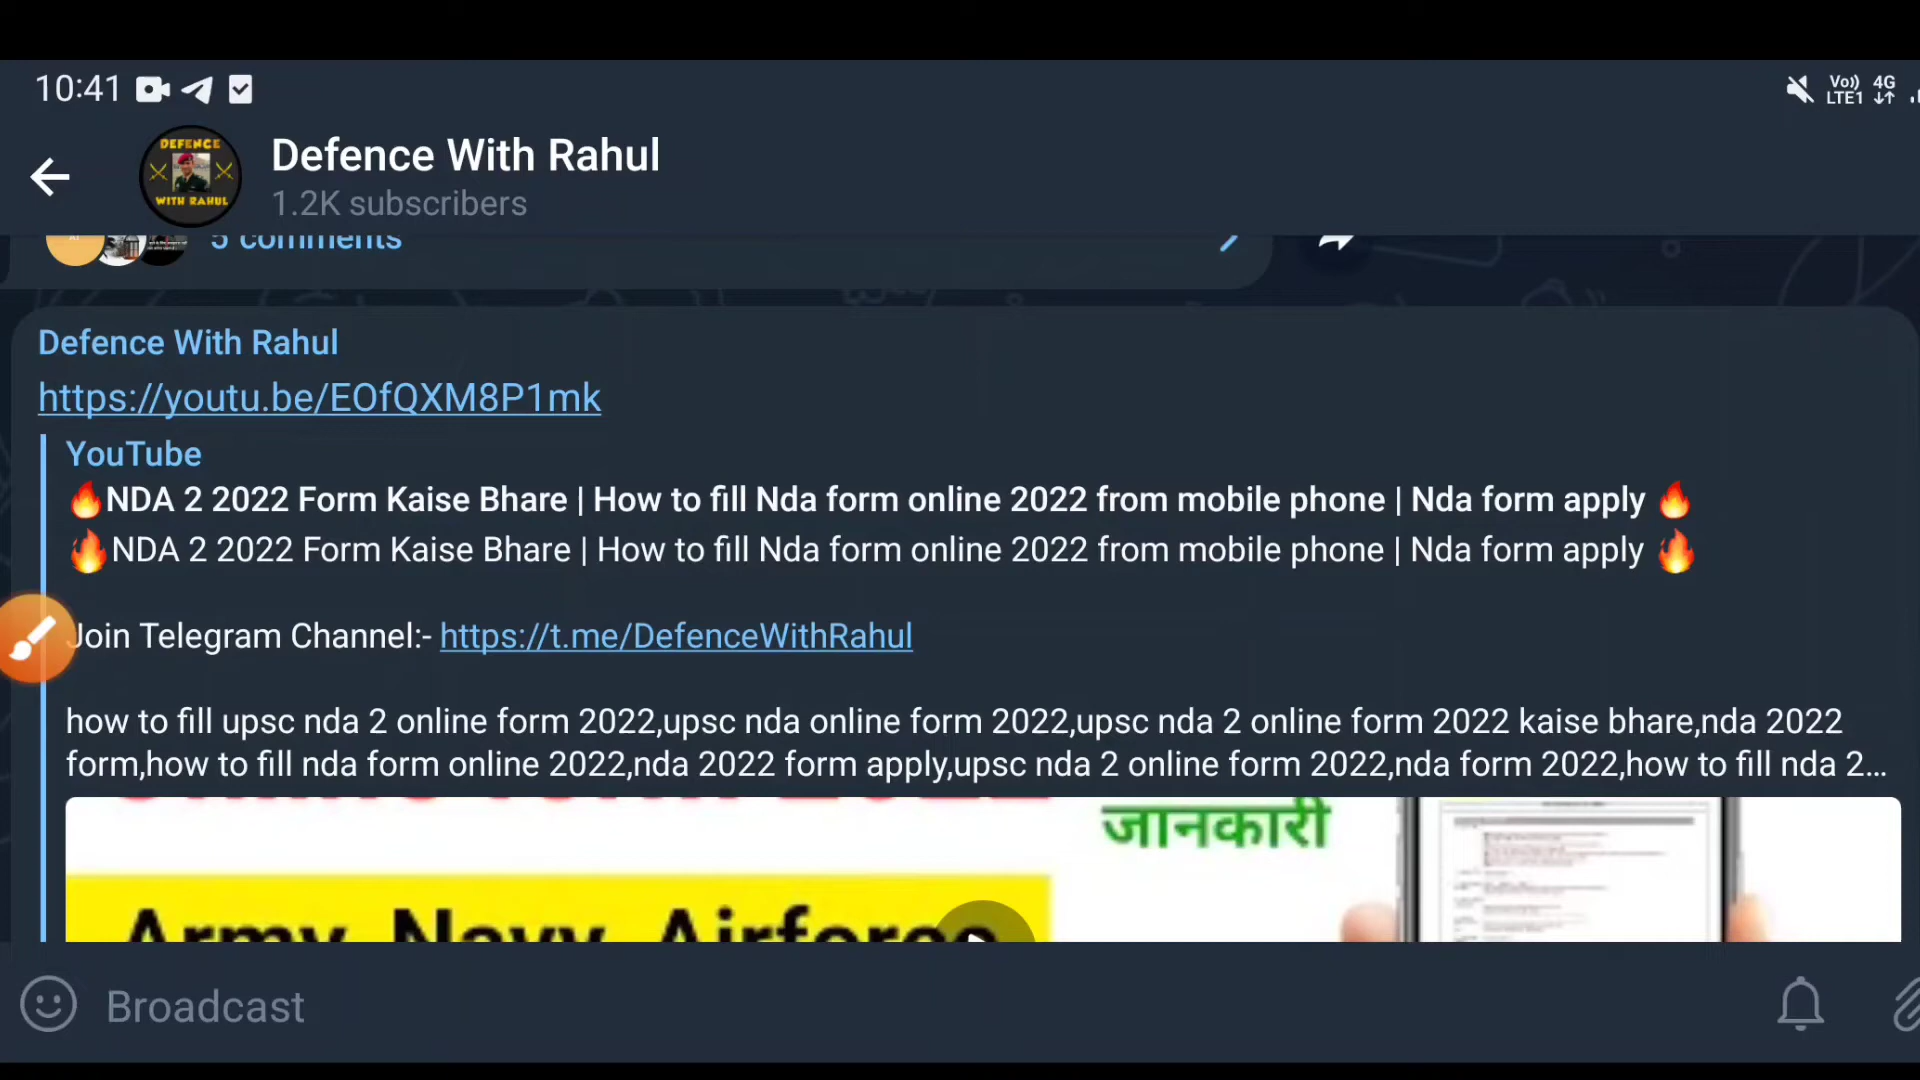 10:41
Vo)) LTE1 4G
DEFENCE
WITH RAHUL
Defence With Rahul
1.2K subscribers
5 comments
Defence With Rahul
https://youtu.be/EOfQXM8P1mk
YouTube
🔥NDA 2 2022 Form Kaise Bhare | How to fill Nda form online 2022 from mobile phone | Nda form apply 🔥
🔥NDA 2 2022 Form Kaise Bhare | How to fill Nda form online 2022 from mobile phone | Nda form apply 🔥
Join Telegram Channel:- https://t.me/DefenceWithRahul
how to fill upsc nda 2 online form 2022,upsc nda online form 2022,upsc nda 2 online form 2022 kaise bhare,nda 2022
form,how to fill nda form online 2022,nda 2022 form apply,upsc nda 2 online form 2022,nda form 2022,how to fill nda 2...
जानकारी
Army Navy Airforce
Broadcast